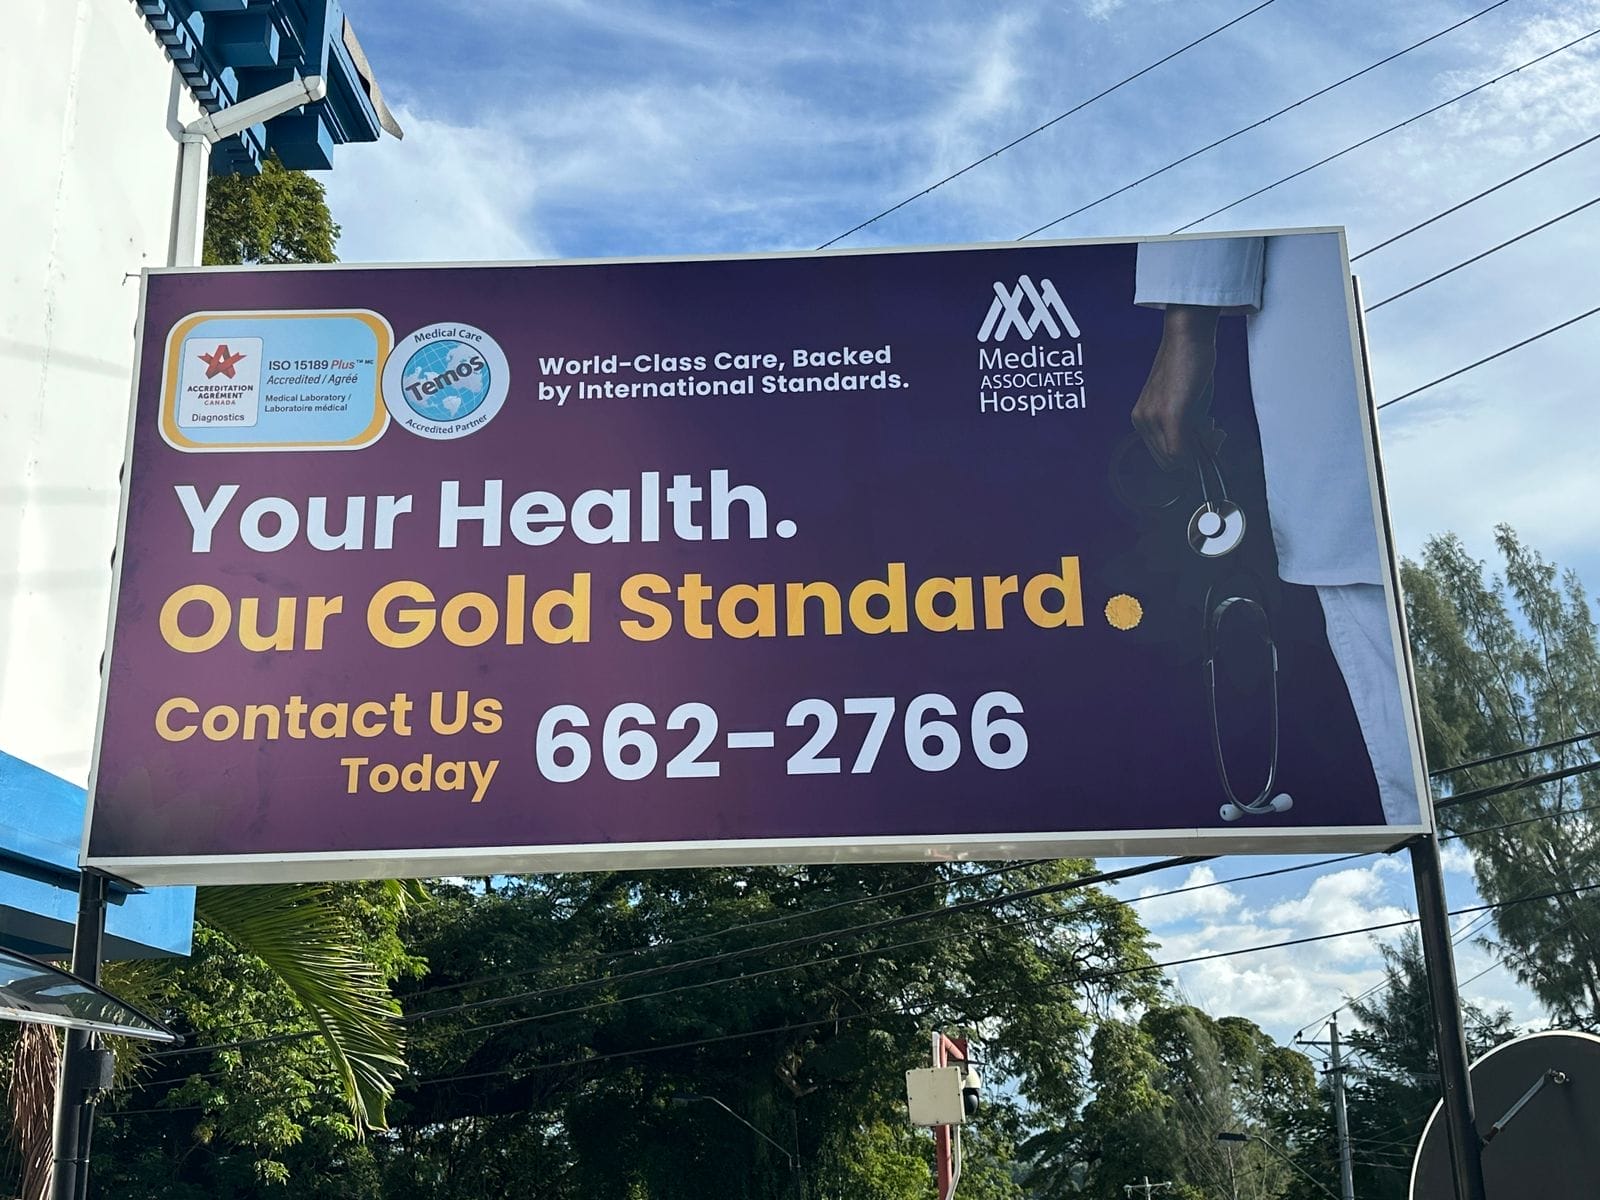 ACCREDITATION
AGRÉMENT
CANADA
Diagnostics
ISO 15189 Plus™ MC
Accredited / Agréé
Medical Laboratory /
Laboratoire médical
Medical Care
Temos
Accredited Partner
World-Class Care, Backed
by International Standards.
Medical
ASSOCIATES
Hospital
Your Health.
Our Gold Standard.
Contact Us
Today
662-2766